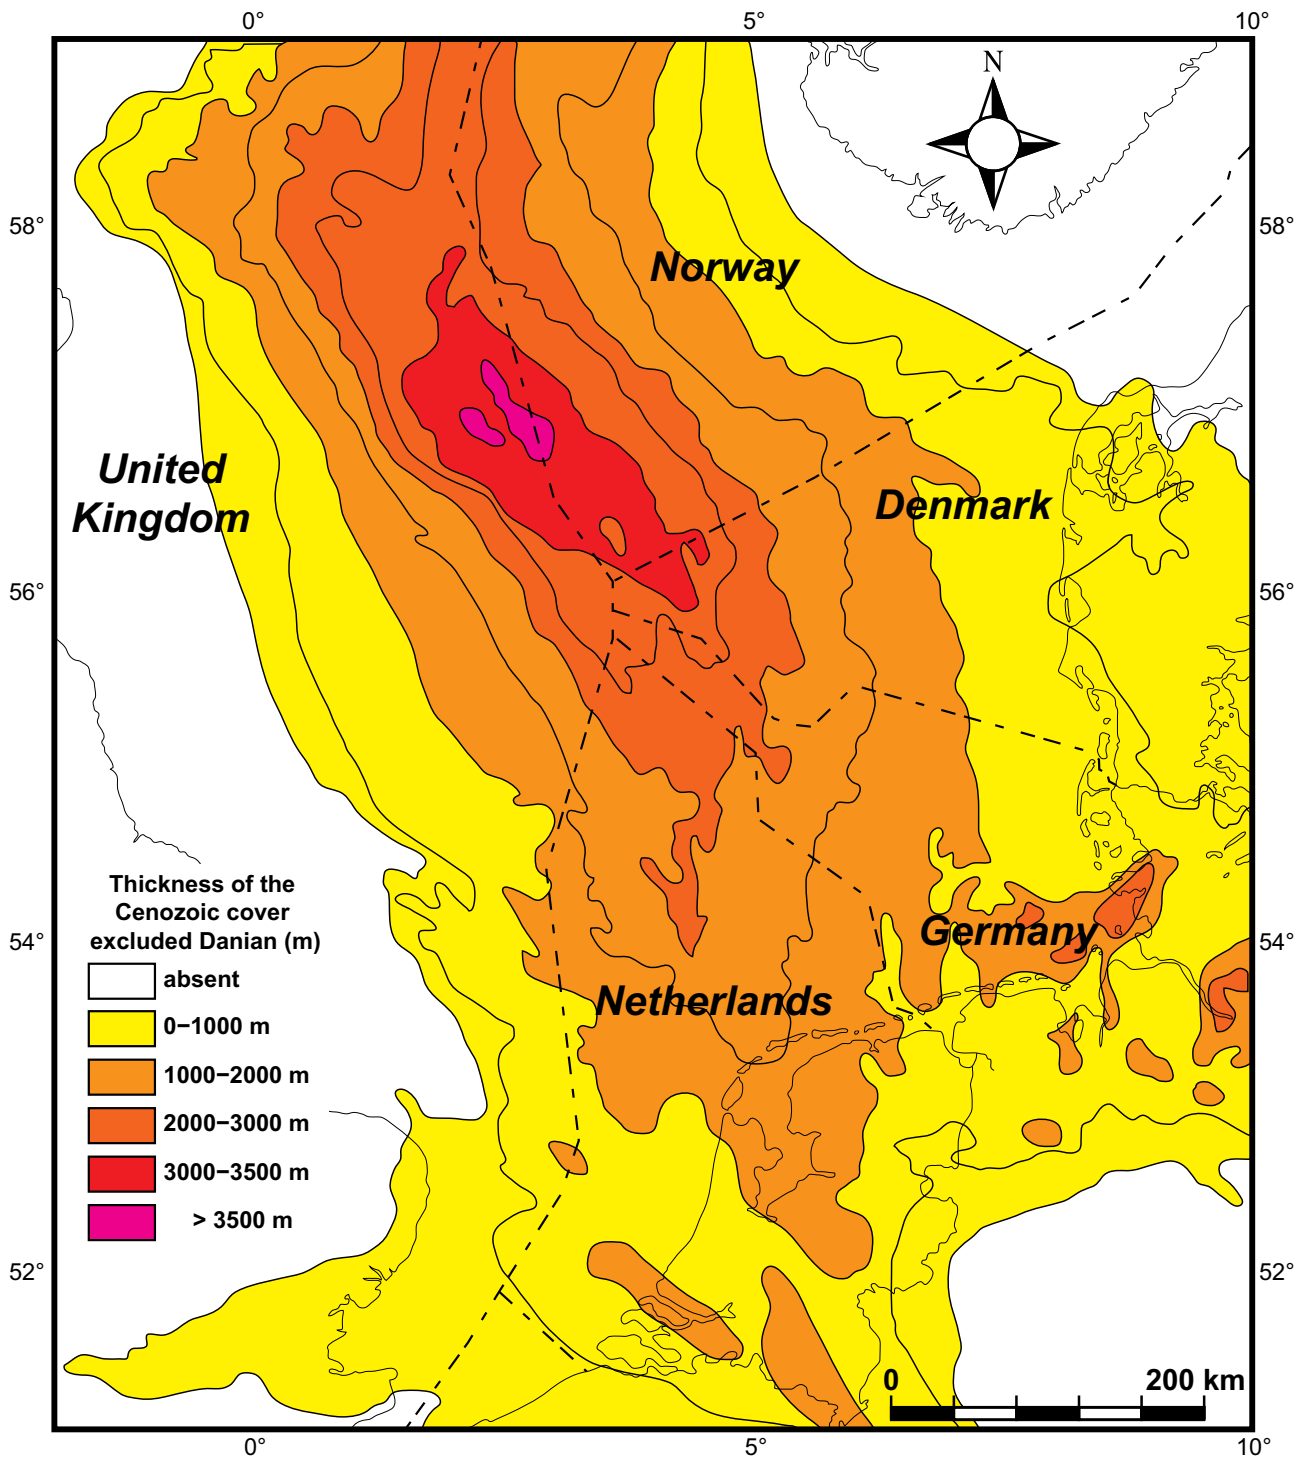 0°
5°
10°
N
58°
58°
Norway
United
Kingdom
Denmark
56°
56°
Thickness of the
Cenozoic cover
excluded Danian (m)
absent
0−1000 m
1000−2000 m
2000−3000 m
3000−3500 m
> 3500 m
54°
54°
Germany
Netherlands
52°
52°
0
200 km
0°
5°
10°